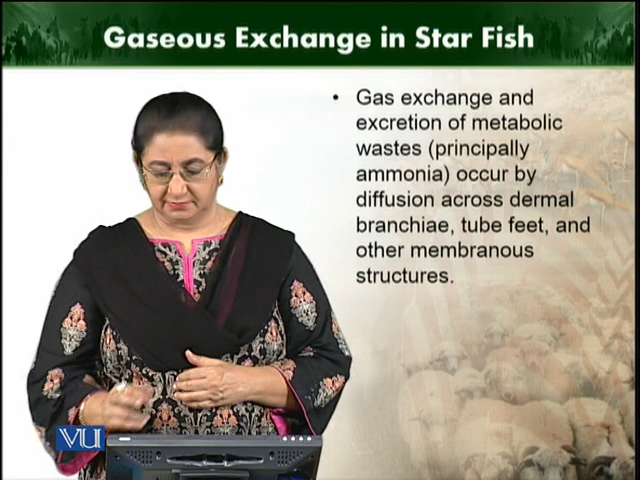 Gaseous Exchange in Star Fish
• Gas exchange and
excretion of metabolic
wastes (principally
ammonia) occur by
diffusion across dermal
branchiae, tube feet, and
other membranous
structures.
VU